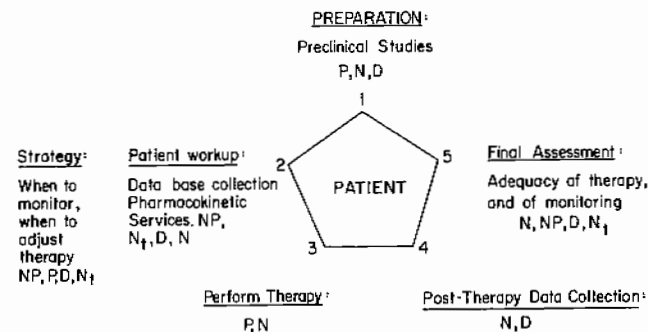 PREPARATION:
Preclinical Studies
P,N,D
1
Strategy:
When to
monitor,
when to
adjust
therapy
NP,P,D,Nt
Patient workup:
Data base collection
Pharmocokinetic
Services. NP,
Nt,D, N
2
PATIENT
5
Final Assessment:
Adequacy of therapy,
and of monitoring
N, NP, D, Nt
3
4
Perform Therapy:
P,N
Post-Therapy Data Collection:
N,D